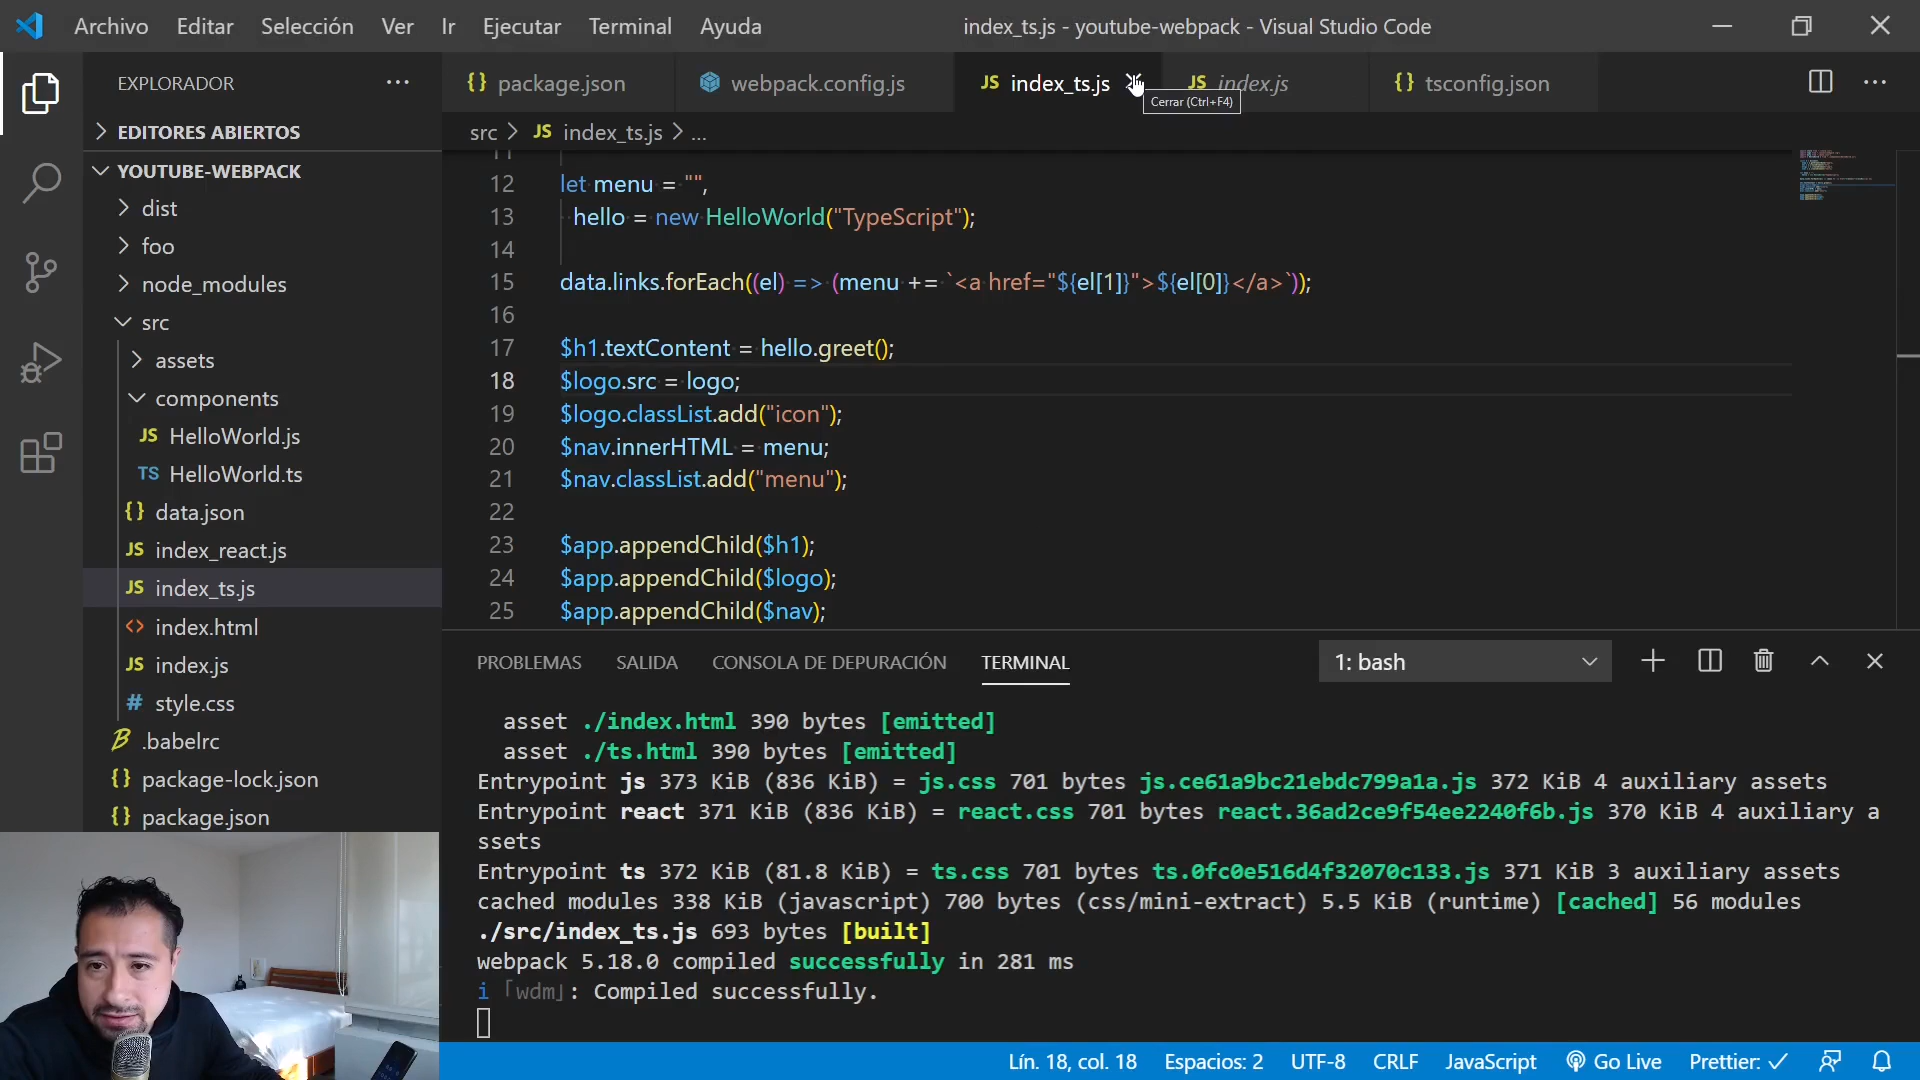 Archivo Editar Selección Ver Ir Ejecutar Terminal Ayuda index_ts.js - youtube-webpack - Visual Studio Code
EXPLORADOR ...
{} package.json webpack.config.js JS index_ts.js JS index.js {} tsconfig.json
Cerrar (Ctrl+F4)
EDITORES ABIERTOS
src > JS index_ts.js > ...
YOUTUBE-WEBPACK
dist
foo
node_modules
src
assets
components
JS HelloWorld.js
TS HelloWorld.ts
{} data.json
JS index_react.js
JS index_ts.js
<> index.html
JS index.js
# style.css
.babelrc
{} package-lock.json
{} package.json
11
12 let menu = "",
13 hello = new HelloWorld("TypeScript");
14
15 data.links.forEach((el) => (menu += `<a href="${el[1]}">${el[0]}</a>`));
16
17 $h1.textContent = hello.greet();
18 $logo.src = logo;
19 $logo.classList.add("icon");
20 $nav.innerHTML = menu;
21 $nav.classList.add("menu");
22
23 $app.appendChild($h1);
24 $app.appendChild($logo);
25 $app.appendChild($nav);
PROBLEMAS SALIDA CONSOLA DE DEPURACIÓN TERMINAL 1: bash
asset ./index.html 390 bytes [emitted]
asset ./ts.html 390 bytes [emitted]
Entrypoint js 373 KiB (836 KiB) = js.css 701 bytes js.ce61a9bc21ebdc799a1a.js 372 KiB 4 auxiliary assets
Entrypoint react 371 KiB (836 KiB) = react.css 701 bytes react.36ad2ce9f54ee2240f6b.js 370 KiB 4 auxiliary a
ssets
Entrypoint ts 372 KiB (81.8 KiB) = ts.css 701 bytes ts.0fc0e516d4f32070c133.js 371 KiB 3 auxiliary assets
cached modules 338 KiB (javascript) 700 bytes (css/mini-extract) 5.5 KiB (runtime) [cached] 56 modules
./src/index_ts.js 693 bytes [built]
webpack 5.18.0 compiled successfully in 281 ms
i ｢wdm｣: Compiled successfully.
Lín. 18, col. 18 Espacios: 2 UTF-8 CRLF JavaScript Go Live Prettier: ✓